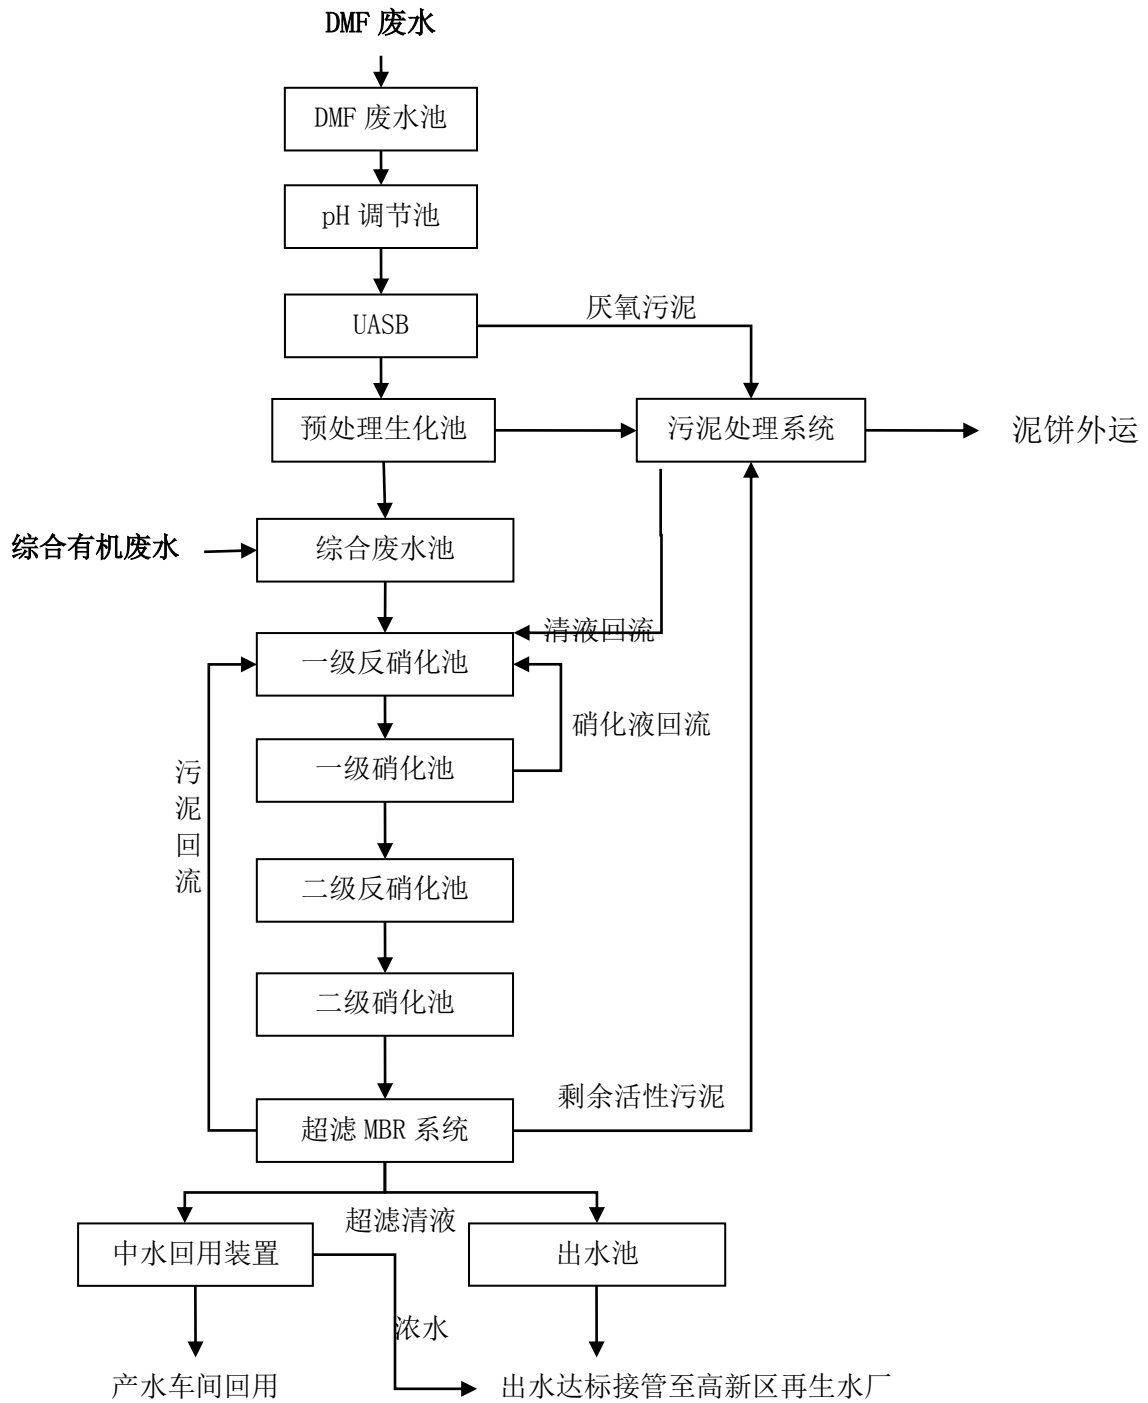 DMF 废水
DMF 废水池
pH 调节池
UASB
厌氧污泥
预处理生化池
污泥处理系统
泥饼外运
综合有机废水
综合废水池
清液回流
一级反硝化池
硝化液回流
一级硝化池
污泥回流
二级反硝化池
二级硝化池
剩余活性污泥
超滤 MBR 系统
超滤清液
中水回用装置
出水池
浓水
产水车间回用
出水达标接管至高新区再生水厂